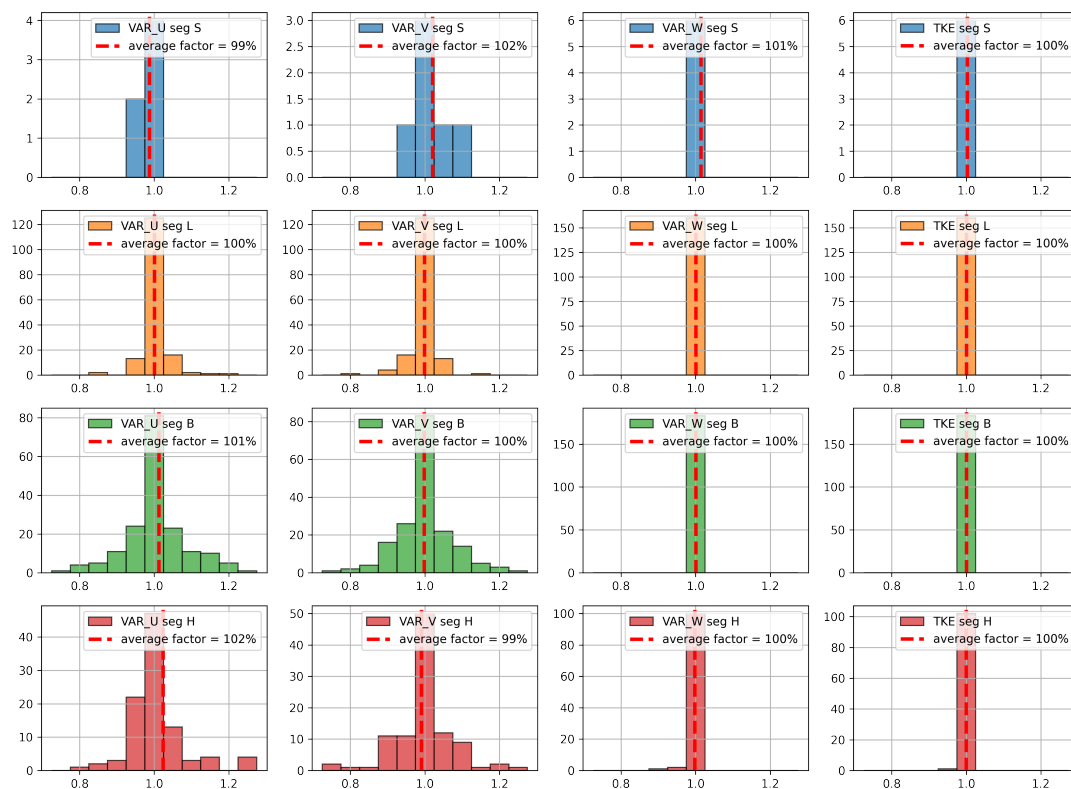 4
3
2
1
0
0.8 1.0 1.2
VAR_U seg S
average factor = 99%
3.0
2.5
2.0
1.5
1.0
0.5
0.0
0.8 1.0 1.2
VAR_V seg S
average factor = 102%
6
5
4
3
2
1
0
0.8 1.0 1.2
VAR_W seg S
average factor = 101%
6
5
4
3
2
1
0
0.8 1.0 1.2
TKE seg S
average factor = 100%
120
100
80
60
40
20
0
0.8 1.0 1.2
VAR_U seg L
average factor = 100%
120
100
80
60
40
20
0
0.8 1.0 1.2
VAR_V seg L
average factor = 100%
150
125
100
75
50
25
0
0.8 1.0 1.2
VAR_W seg L
average factor = 100%
150
125
100
75
50
25
0
0.8 1.0 1.2
TKE seg L
average factor = 100%
80
60
40
20
0
0.8 1.0 1.2
VAR_U seg B
average factor = 101%
80
60
40
20
0
0.8 1.0 1.2
VAR_V seg B
average factor = 100%
150
100
50
0
0.8 1.0 1.2
VAR_W seg B
average factor = 100%
150
100
50
0
0.8 1.0 1.2
TKE seg B
average factor = 100%
40
30
20
10
0
0.8 1.0 1.2
VAR_U seg H
average factor = 102%
50
40
30
20
10
0
0.8 1.0 1.2
VAR_V seg H
average factor = 99%
100
80
60
40
20
0
0.8 1.0 1.2
VAR_W seg H
average factor = 100%
100
80
60
40
20
0
0.8 1.0 1.2
TKE seg H
average factor = 100%